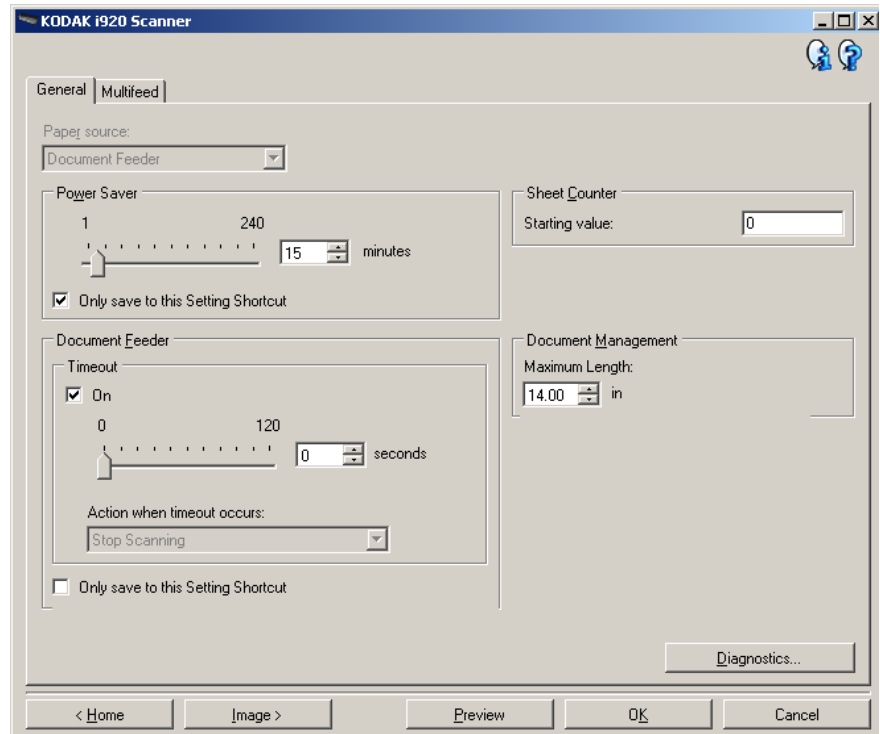 KODAK i920 Scanner
General
Multifeed
Paper source:
Document Feeder
Power Saver
1 240
15 minutes
Only save to this Setting Shortcut
Sheet Counter
Starting value: 0
Document Feeder
Timeout
On
0 120
0 seconds
Action when timeout occurs:
Stop Scanning
Only save to this Setting Shortcut
Document Management
Maximum Length:
14.00 in
Diagnostics...
< Home
Image >
Preview
OK
Cancel